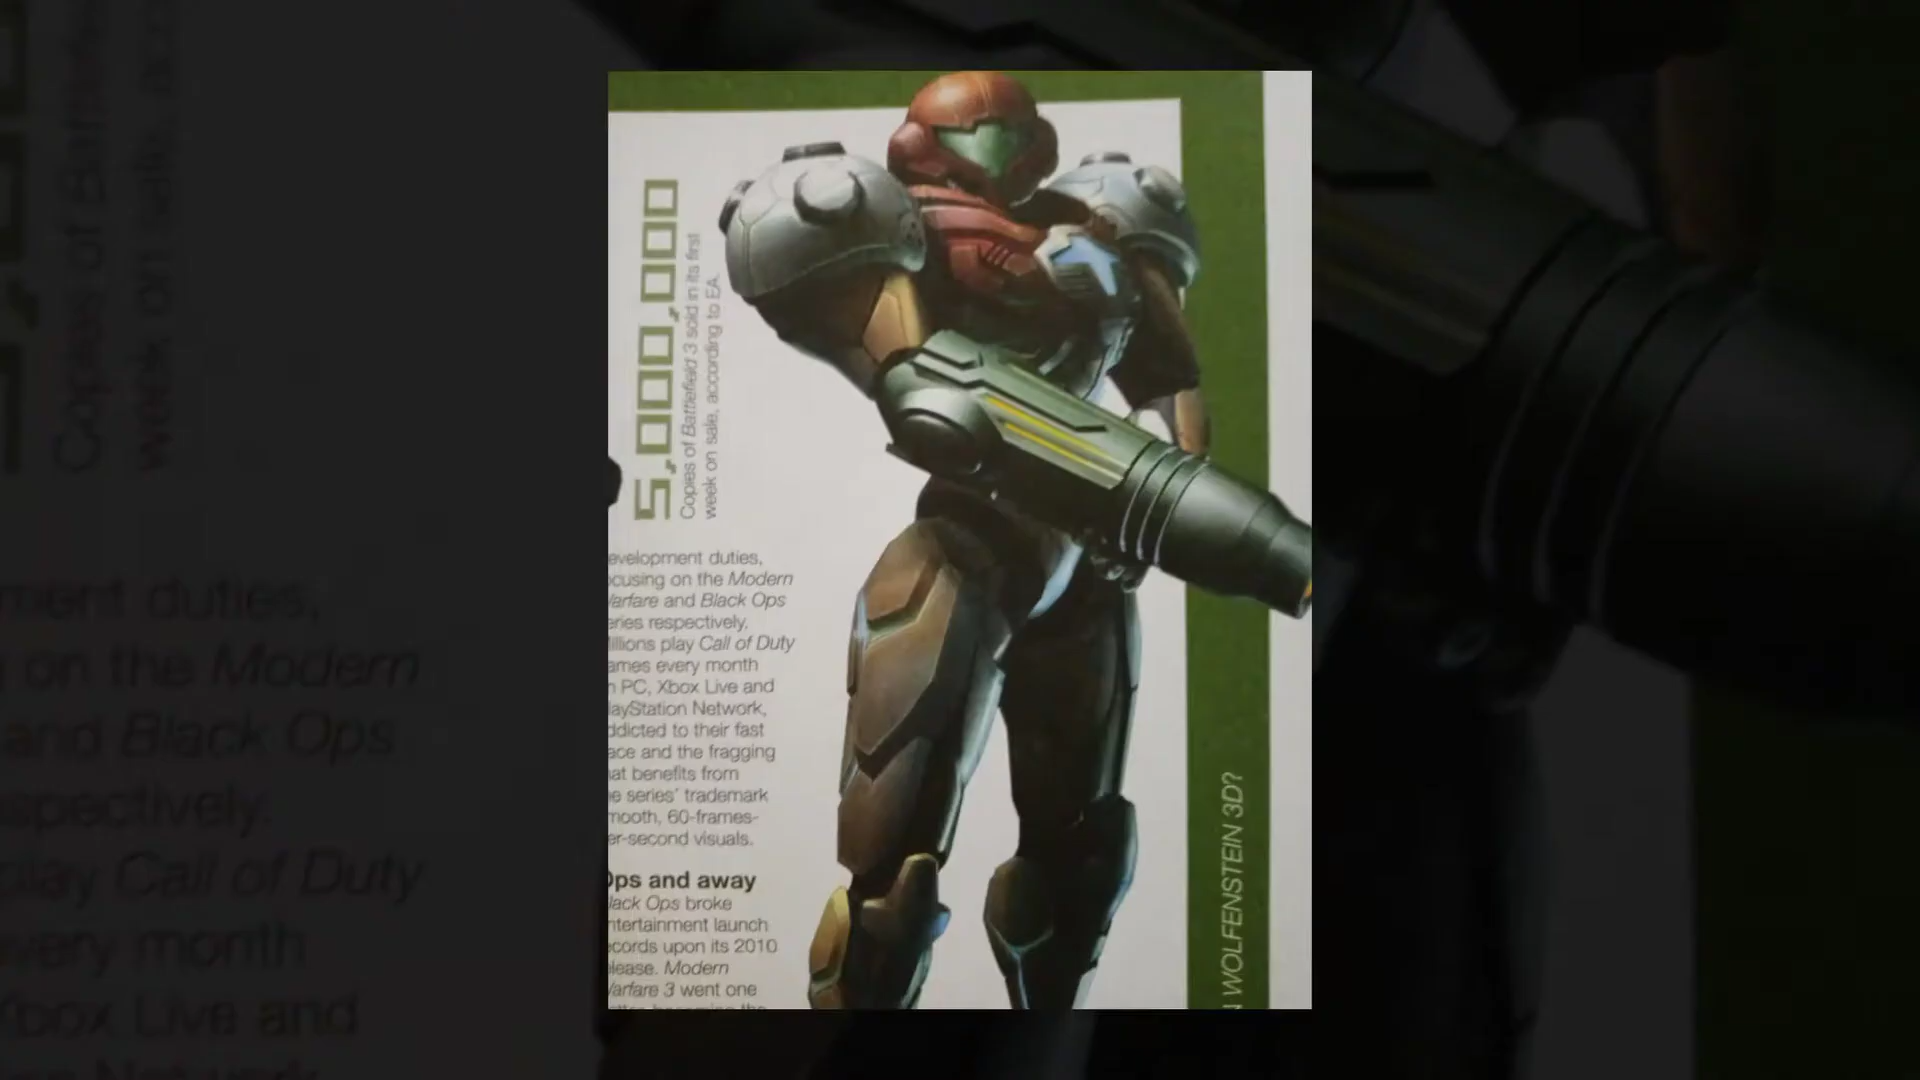 5,000,000
Copies of Battlefield 3 sold in its first
week on sale, according to EA.
evelopment duties,
ocusing on the Modern
Warfare and Black Ops
eries respectively.
illions play Call of Duty
ames every month
n PC, Xbox Live and
layStation Network,
ddicted to their fast
ace and the fragging
at benefits from
e series' trademark
mooth, 60-frames-
er-second visuals.
Ops and away
lack Ops broke
ntertainment launch
ecords upon its 2010
lease. Modern
Warfare 3 went one
WOLFENSTEIN 3D?